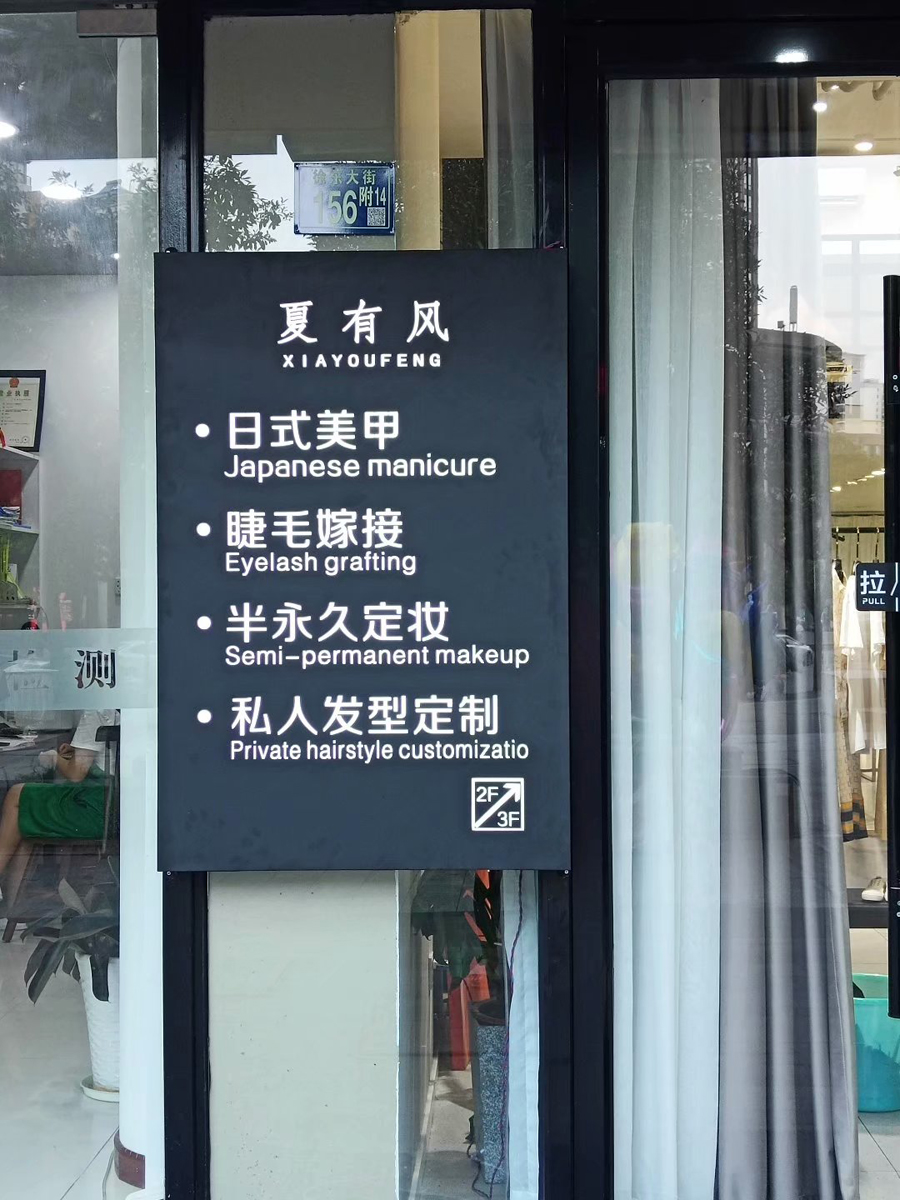 大街
156 附14
夏有风
XIAYOUFENG
• 日式美甲
Japanese manicure
• 睫毛嫁接
Eyelash grafting
• 半永久定妆
Semi-permanent makeup
• 私人发型定制
Private hairstyle customizatio
2F
3F
测
拉
PULL